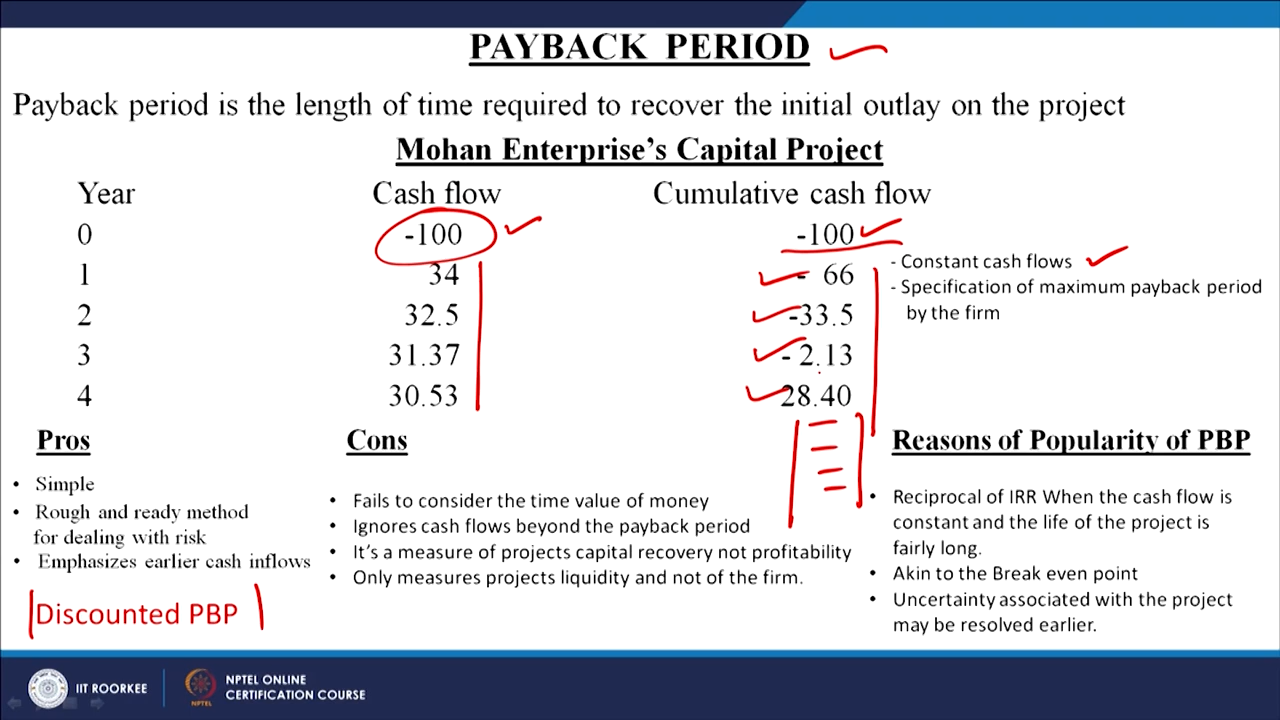 PAYBACK PERIOD
Payback period is the length of time required to recover the initial outlay on the project
Mohan Enterprise's Capital Project
Year Cash flow Cumulative cash flow
0 -100 -100
1 34 - 66
2 32.5 -33.5
3 31.37 - 2.13
4 30.53 28.40
- Constant cash flows
- Specification of maximum payback period
by the firm
Pros
• Simple
• Rough and ready method
for dealing with risk
• Emphasizes earlier cash inflows
Discounted PBP
Cons
• Fails to consider the time value of money
• Ignores cash flows beyond the payback period
• It's a measure of projects capital recovery not profitability
• Only measures projects liquidity and not of the firm.
Reasons of Popularity of PBP
• Reciprocal of IRR When the cash flow is
constant and the life of the project is
fairly long.
• Akin to the Break even point
• Uncertainty associated with the project
may be resolved earlier.
IIT ROORKEE
NPTEL
NPTEL ONLINE
CERTIFICATION COURSE